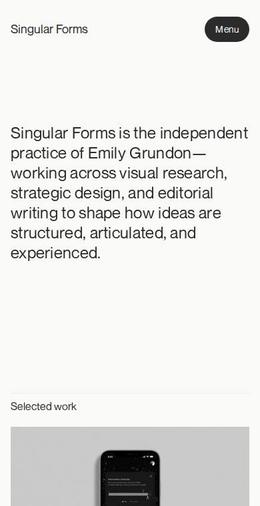 Singular Forms
Menu
Singular Forms is the independent
practice of Emily Grundon—
working across visual research,
strategic design, and editorial
writing to shape how ideas are
structured, articulated, and
experienced.
Selected work